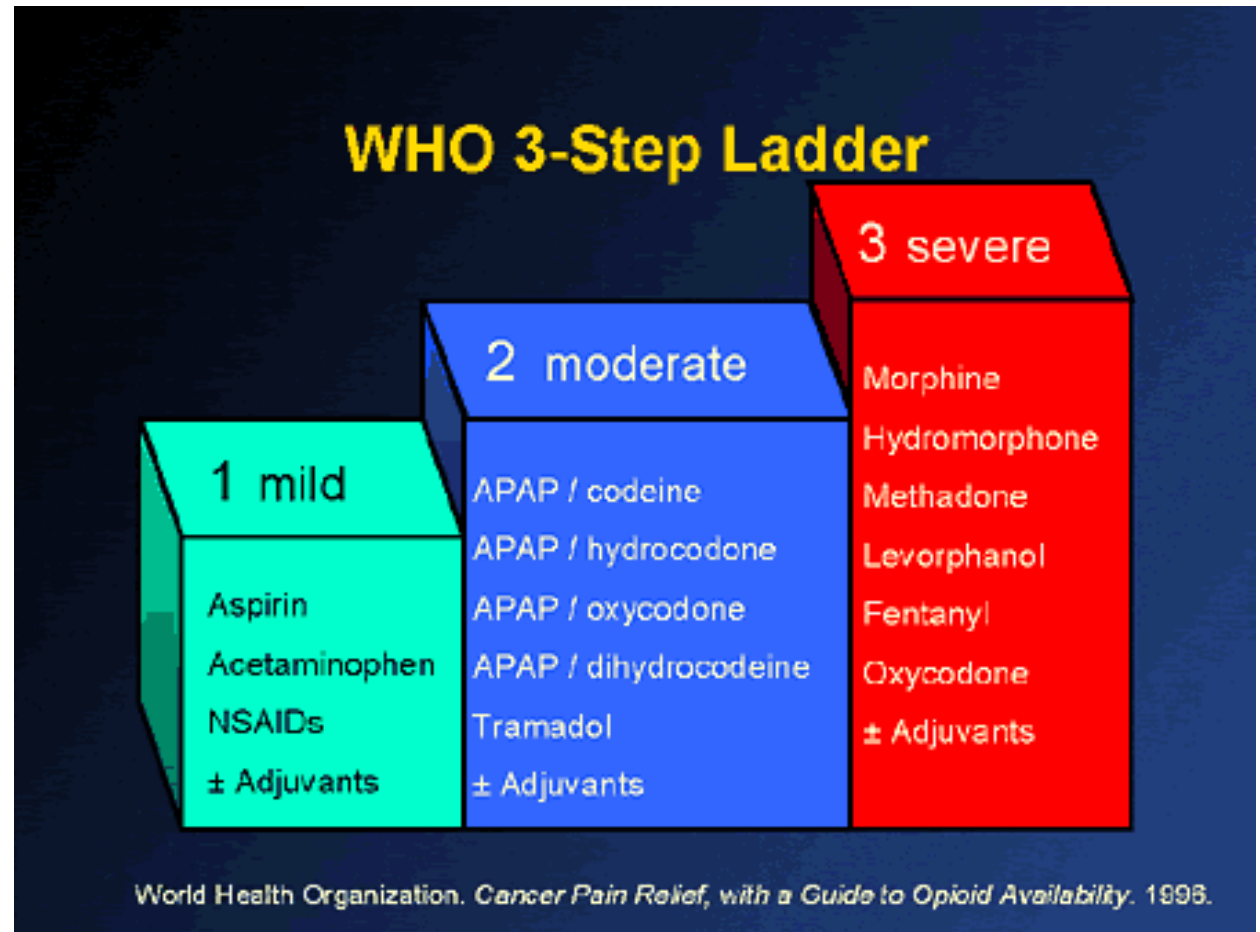 WHO 3-Step Ladder
1 mild
Aspirin
Acetaminophen
NSAIDs
± Adjuvants
2 moderate
APAP / codeine
APAP / hydrocodone
APAP / oxycodone
APAP / dihydrocodeine
Tramadol
± Adjuvants
3 severe
Morphine
Hydromorphone
Methadone
Levorphanol
Fentanyl
Oxycodone
± Adjuvants
World Health Organization. Cancer Pain Relief, with a Guide to Opioid Availability. 1996.